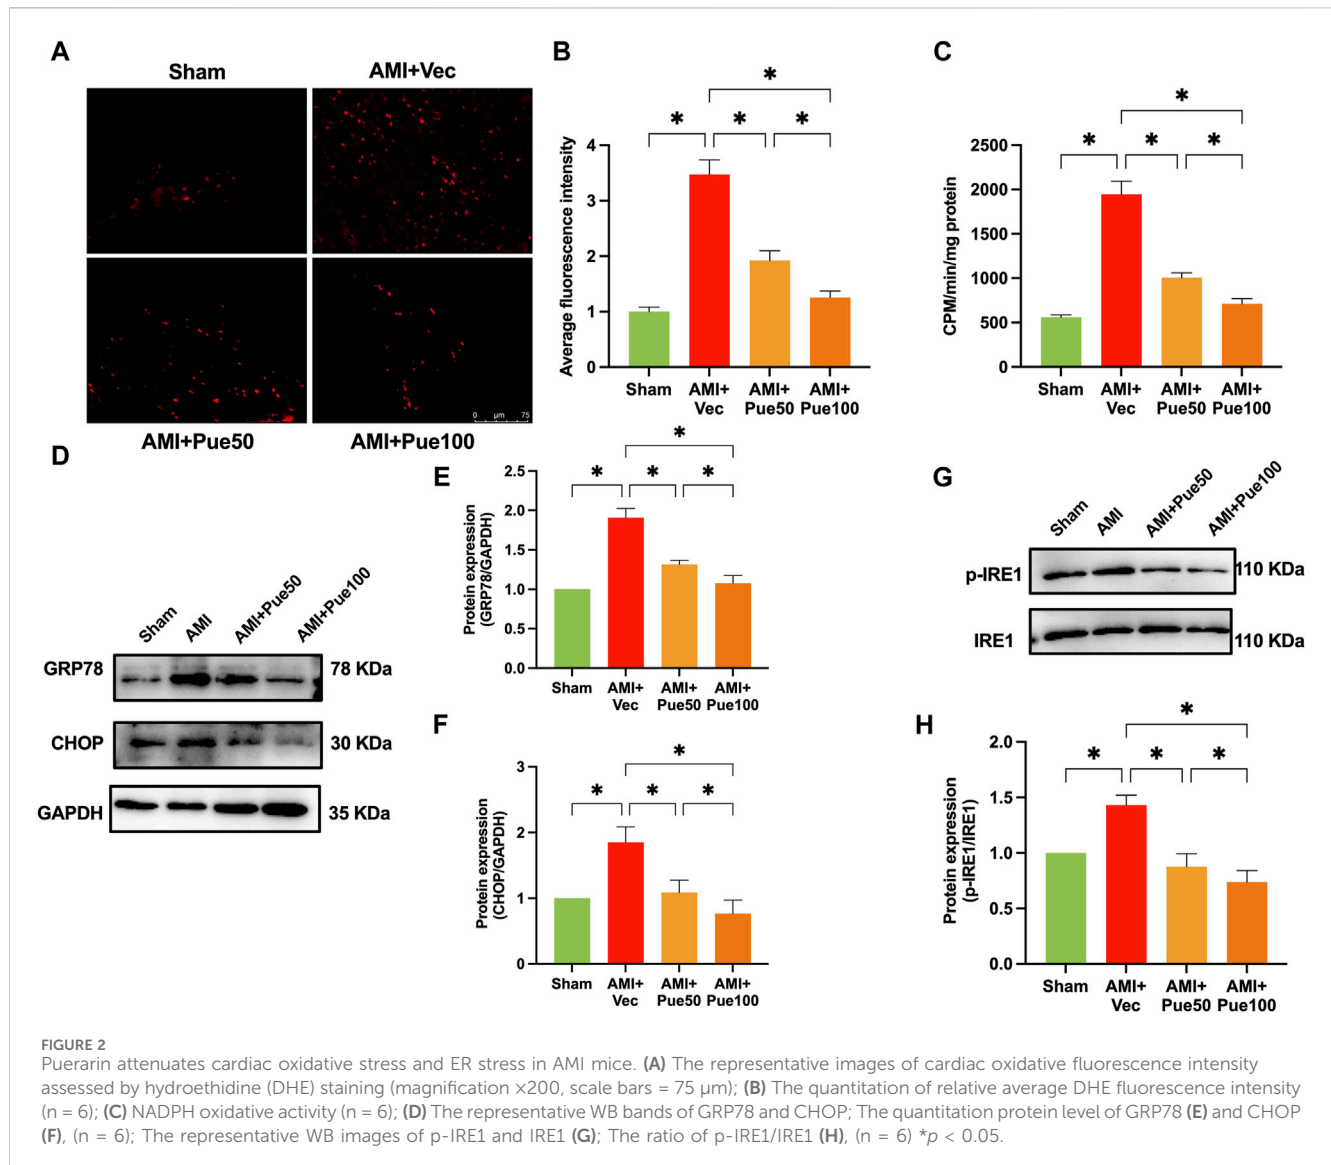 A
Sham
AMI+Vec
AMI+Pue50
AMI+Pue100
0 µm 75
B
Average fluorescence intensity
4
3
2
1
0
* * * *
Sham
AMI+ Vec
AMI+ Pue50
AMI+ Pue100
C
CPM/min/mg protein
2500
2000
1500
1000
500
0
* * * *
Sham
AMI+ Vec
AMI+ Pue50
AMI+ Pue100
D
Sham
AMI
AMI+Pue50
AMI+Pue100
GRP78 78 KDa
CHOP 30 KDa
GAPDH 35 KDa
E
Protein expression
(GRP78/GAPDH)
2.5
2.0
1.5
1.0
0.5
0.0
* * * *
Sham
AMI+ Vec
AMI+ Pue50
AMI+ Pue100
F
Protein expression
(CHOP/GAPDH)
3
2
1
0
* * * *
Sham
AMI+ Vec
AMI+ Pue50
AMI+ Pue100
G
Sham
AMI
AMI+Pue50
AMI+Pue100
p-IRE1 110 KDa
IRE1 110 KDa
H
Protein expression
(p-IRE1/IRE1)
2.0
1.5
1.0
0.5
0.0
* * * *
Sham
AMI+ Vec
AMI+ Pue50
AMI+ Pue100
FIGURE 2
Puerarin attenuates cardiac oxidative stress and ER stress in AMI mice. (A) The representative images of cardiac oxidative fluorescence intensity
assessed by hydroethidine (DHE) staining (magnification ×200, scale bars = 75 µm); (B) The quantitation of relative average DHE fluorescence intensity
(n = 6); (C) NADPH oxidative activity (n = 6); (D) The representative WB bands of GRP78 and CHOP; The quantitation protein level of GRP78 (E) and CHOP
(F), (n = 6); The representative WB images of p-IRE1 and IRE1 (G); The ratio of p-IRE1/IRE1 (H), (n = 6) *p < 0.05.